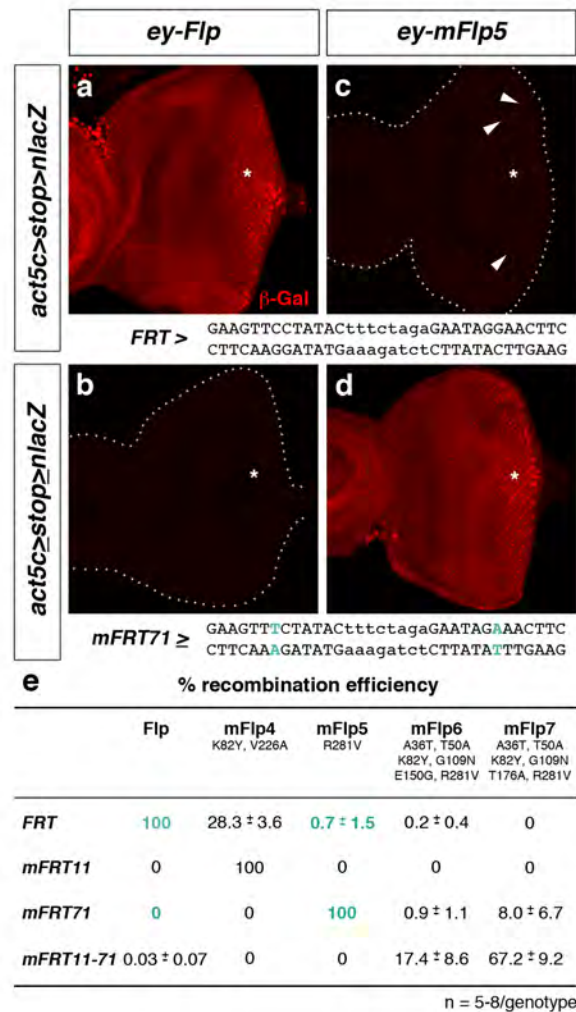 ey-Flp
ey-mFlp5
act5c>stop>nlacZ
a
*
β-Gal
c
*
FRT > GAAGTTCCTATACtttctagaGAATAGGAACTTC
CTTCAAGGATATGaaagatctCTTATACTTGAAG
act5c≥stop≥nlacZ
b
*
d
*
mFRT71 ≥ GAAGTTTCTATACtttctagaGAATAGAAACTTC
CTTCAAAGATATGaaagatctCTTATATTTGAAG
e
% recombination efficiency
Flp mFlp4 mFlp5 mFlp6 mFlp7
K82Y, V226A R281V A36T, T50A A36T, T50A
K82Y, G109N K82Y, G109N
E150G, R281V T176A, R281V
FRT 100 28.3 ± 3.6 0.7 ± 1.5 0.2 ± 0.4 0
mFRT11 0 100 0 0 0
mFRT71 0 0 100 0.9 ± 1.1 8.0 ± 6.7
mFRT11-71 0.03 ± 0.07 0 0 17.4 ± 8.6 67.2 ± 9.2
n = 5-8/genotype